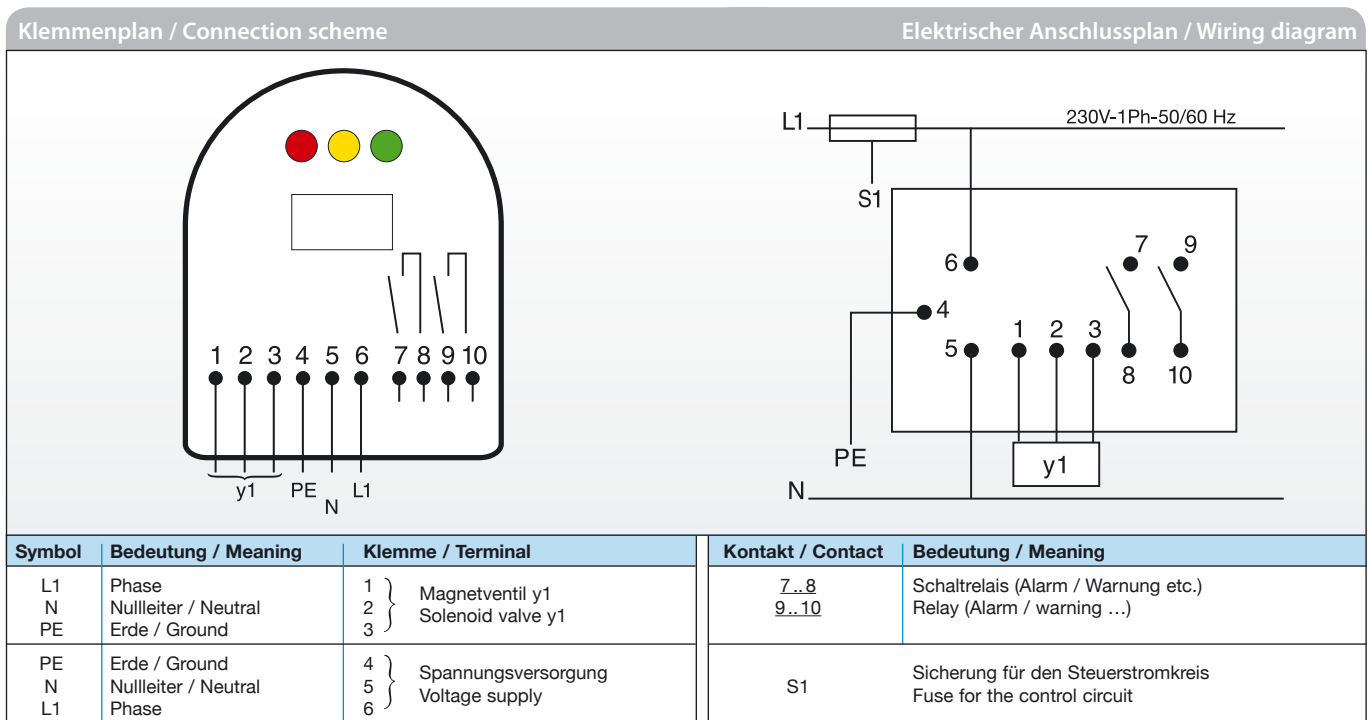 Klemmenplan / Connection scheme
Elektrischer Anschlussplan / Wiring diagram
1 2 3 4 5 6 7 8 9 10
y1 PE N L1
L1
230V-1Ph-50/60 Hz
S1
7 9
6
4
1 2 3
5
8 10
PE
y1
N
Symbol Bedeutung / Meaning Klemme / Terminal
L1 Phase 1 Magnetventil y1
N Nullleiter / Neutral 2 Solenoid valve y1
PE Erde / Ground 3
PE Erde / Ground 4 Spannungsversorgung
N Nullleiter / Neutral 5 Voltage supply
L1 Phase 6
Kontakt / Contact Bedeutung / Meaning
7..8 Schaltrelais (Alarm / Warnung etc.)
9..10 Relay (Alarm / warning …)
S1 Sicherung für den Steuerstromkreis
Fuse for the control circuit